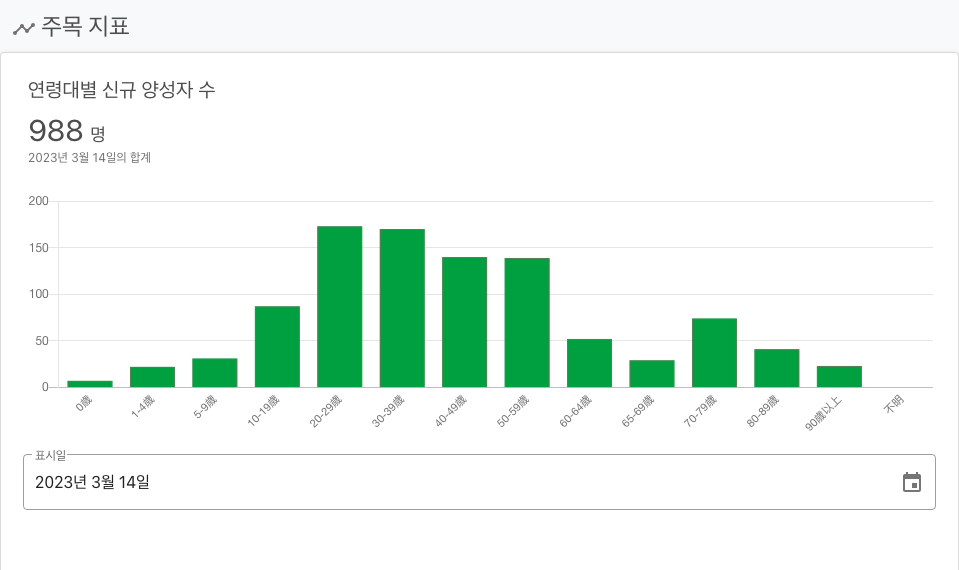 주목 지표
연령대별 신규 양성자 수
988 명
2023년 3월 14일의 합계
200
150
100
50
0
0歳 1-4歳 5-9歳 10-19歳 20-29歳 30-39歳 40-49歳 50-59歳 60-64歳 65-69歳 70-79歳 80-89歳 90歳以上 不明
표시일
2023년 3월 14일